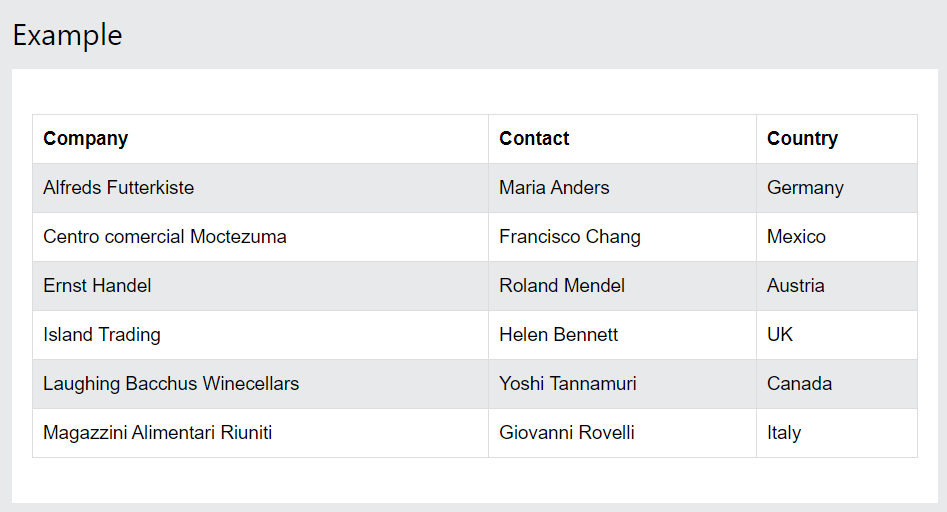 Example
Company Contact Country
Alfreds Futterkiste Maria Anders Germany
Centro comercial Moctezuma Francisco Chang Mexico
Ernst Handel Roland Mendel Austria
Island Trading Helen Bennett UK
Laughing Bacchus Winecellars Yoshi Tannamuri Canada
Magazzini Alimentari Riuniti Giovanni Rovelli Italy